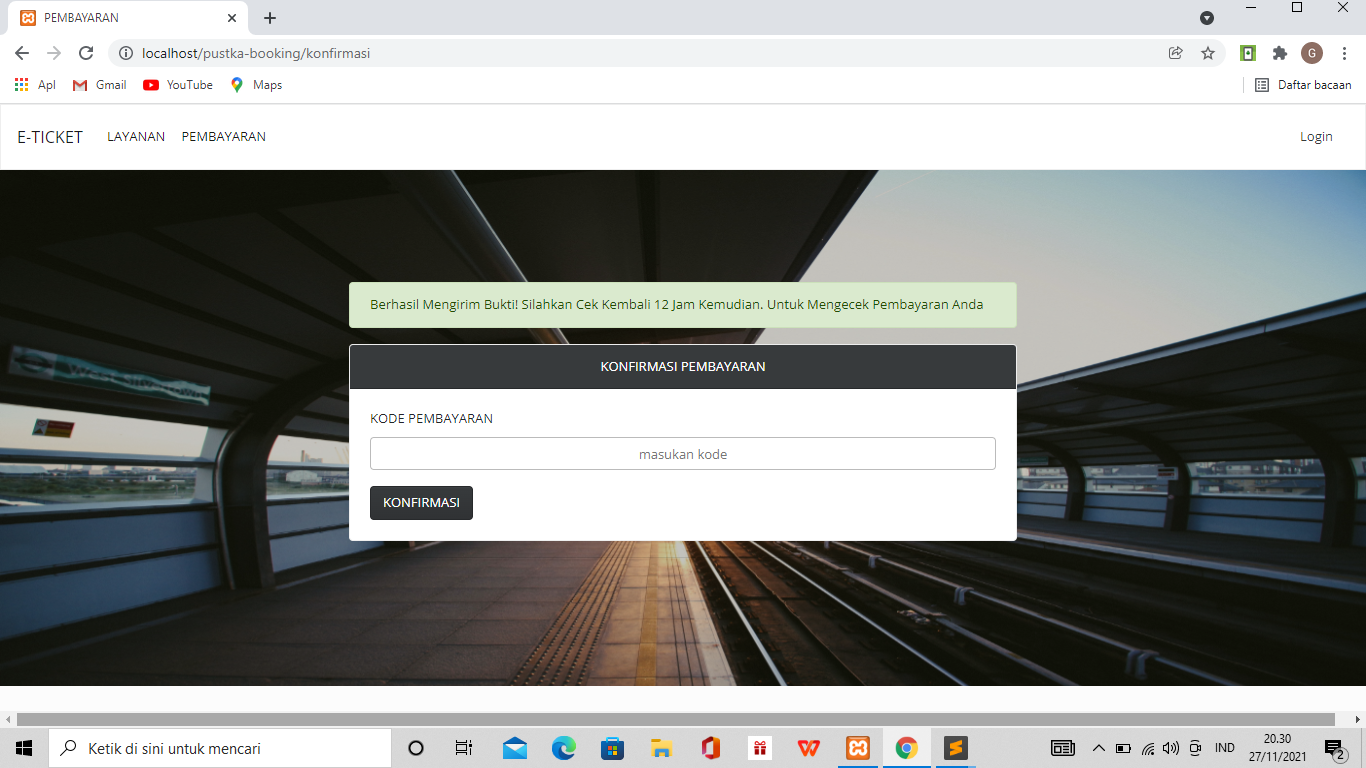 PEMBAYARAN
localhost/pustka-booking/konfirmasi
G
Apl Gmail YouTube Maps Daftar bacaan
E-TICKET LAYANAN PEMBAYARAN Login
Berhasil Mengirim Bukti! Silahkan Cek Kembali 12 Jam Kemudian. Untuk Mengecek Pembayaran Anda
KONFIRMASI PEMBAYARAN
KODE PEMBAYARAN
masukan kode
KONFIRMASI
Ketik di sini untuk mencari
IND
20.30
27/11/2021
2